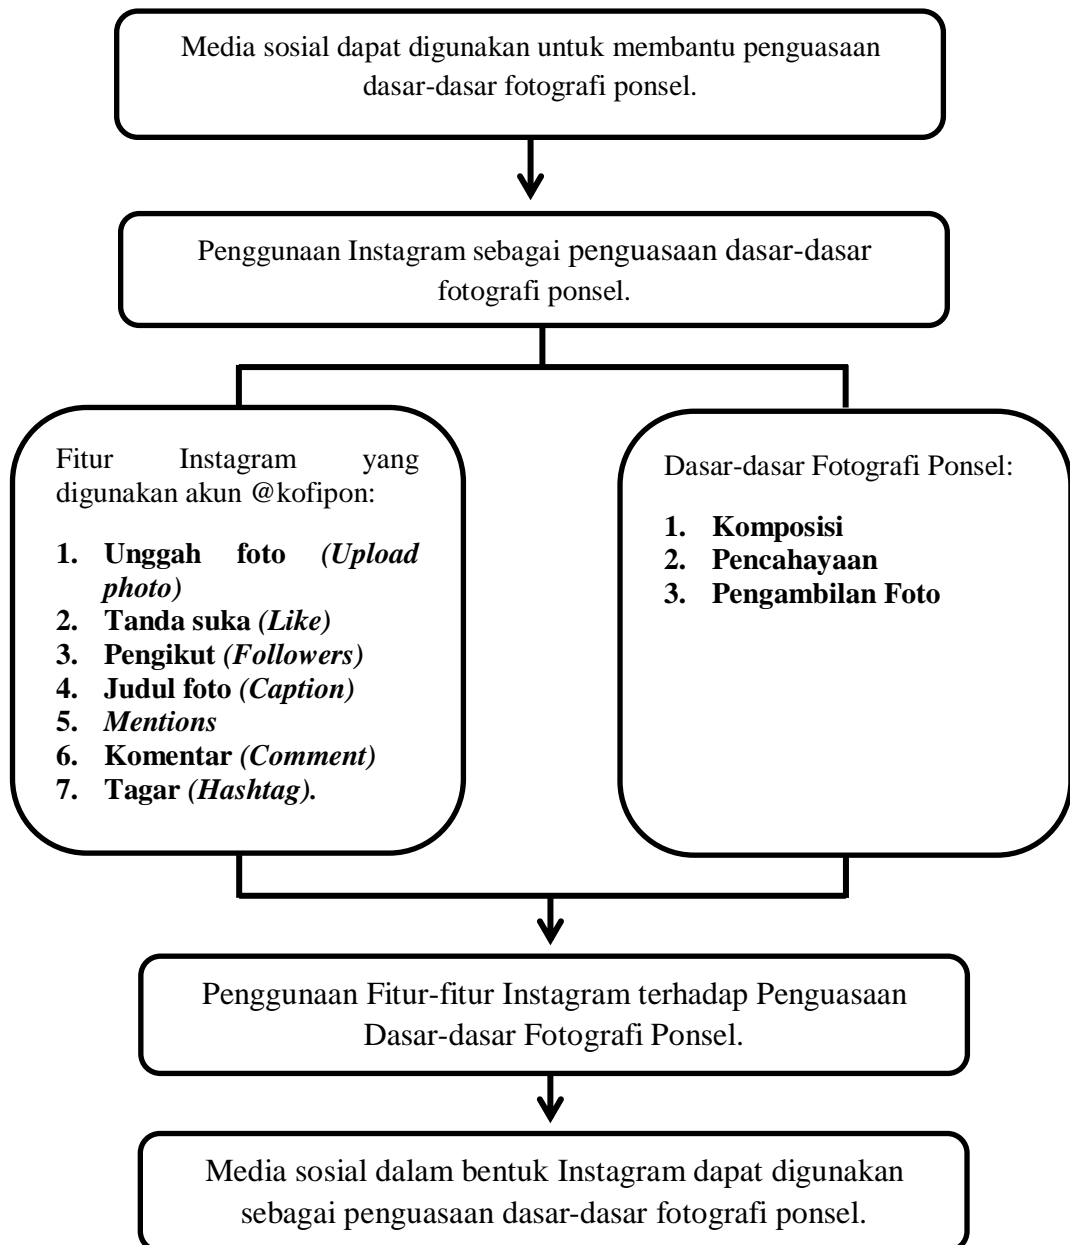 Media sosial dapat digunakan untuk membantu penguasaan
dasar-dasar fotografi ponsel.
Penggunaan Instagram sebagai penguasaan dasar-dasar
fotografi ponsel.
Fitur Instagram yang
digunakan akun @kofipon:
1. Unggah foto (Upload
photo)
2. Tanda suka (Like)
3. Pengikut (Followers)
4. Judul foto (Caption)
5. Mentions
6. Komentar (Comment)
7. Tagar (Hashtag).
Dasar-dasar Fotografi Ponsel:
1. Komposisi
2. Pencahayaan
3. Pengambilan Foto
Penggunaan Fitur-fitur Instagram terhadap Penguasaan
Dasar-dasar Fotografi Ponsel.
Media sosial dalam bentuk Instagram dapat digunakan
sebagai penguasaan dasar-dasar fotografi ponsel.